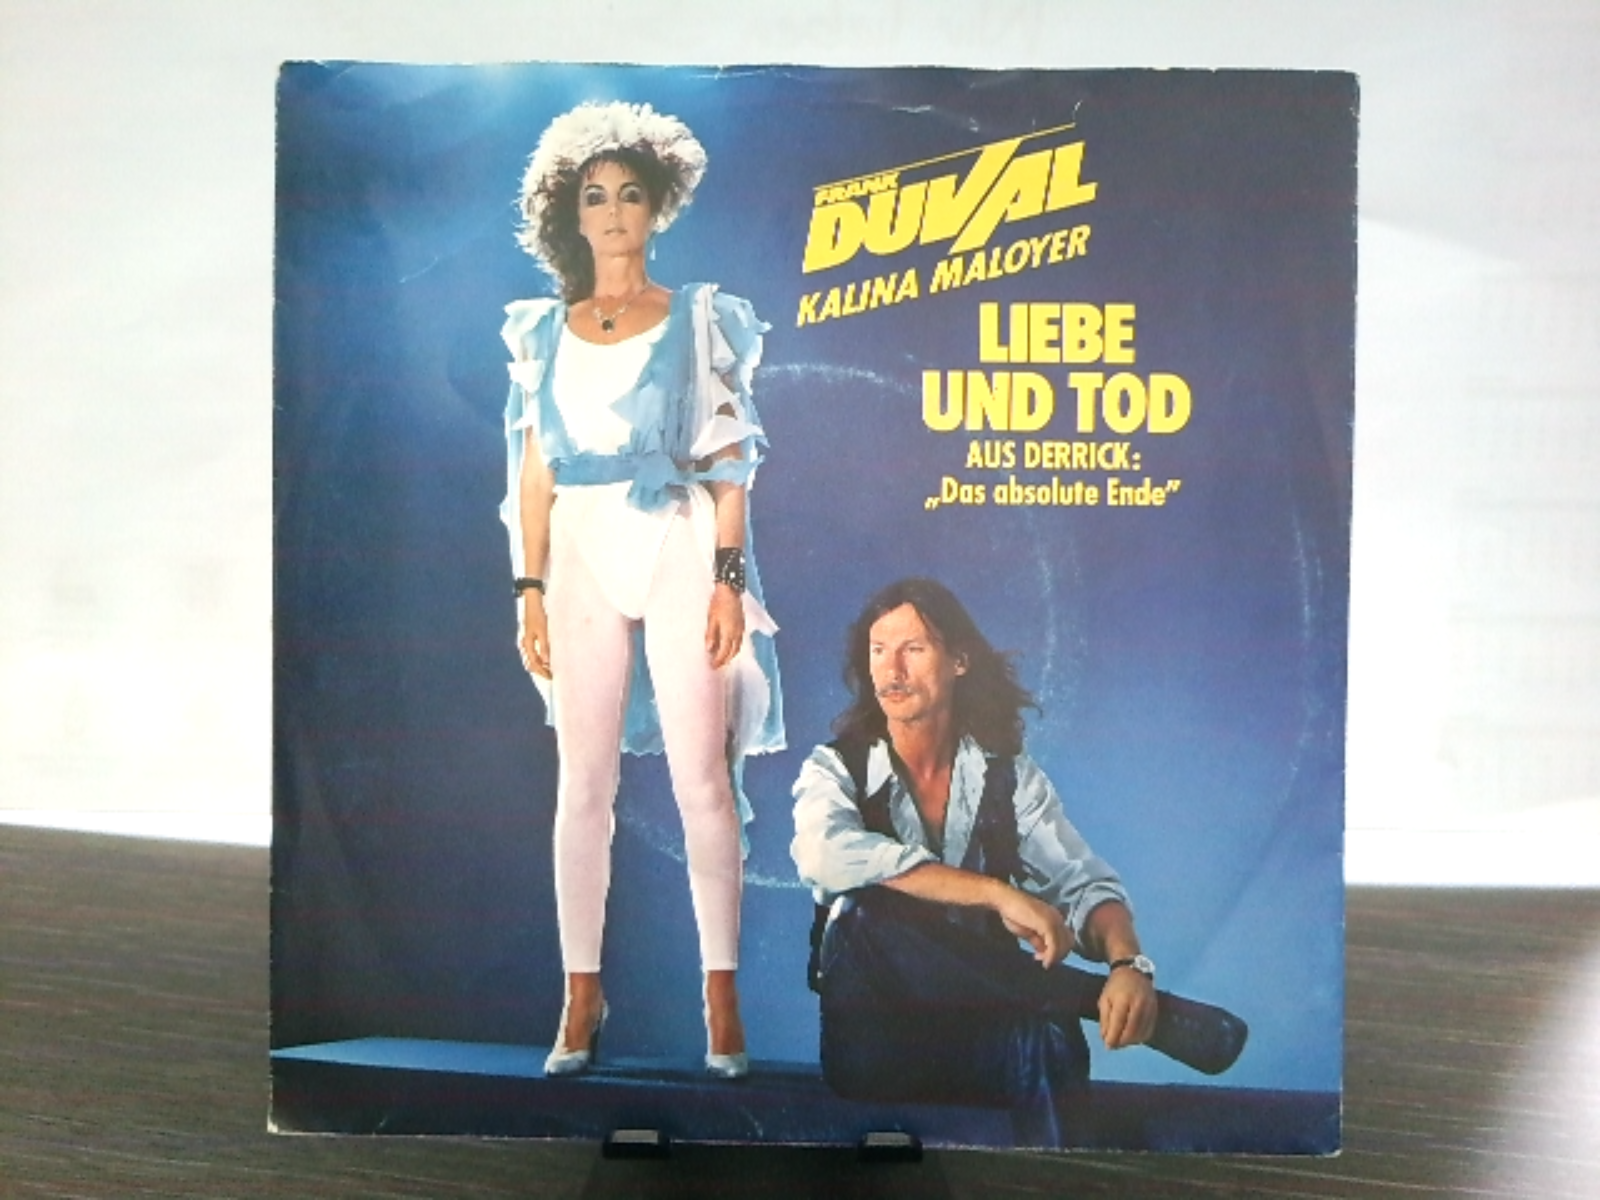 FRANK
DUVAL
KALINA MALOYER
LIEBE
UND TOD
AUS DERRICK:
„Das absolute Ende”